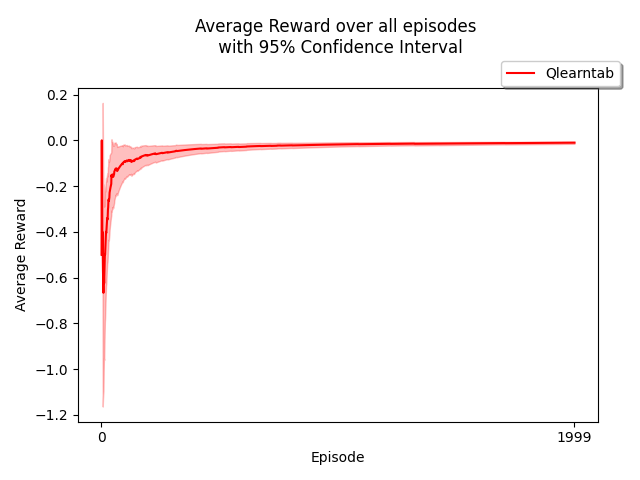 Average Reward over all episodes
with 95% Confidence Interval
Qlearntab
0.2
0.0
−0.2
−0.4
−0.6
−0.8
−1.0
−1.2
Average Reward
0 1999
Episode